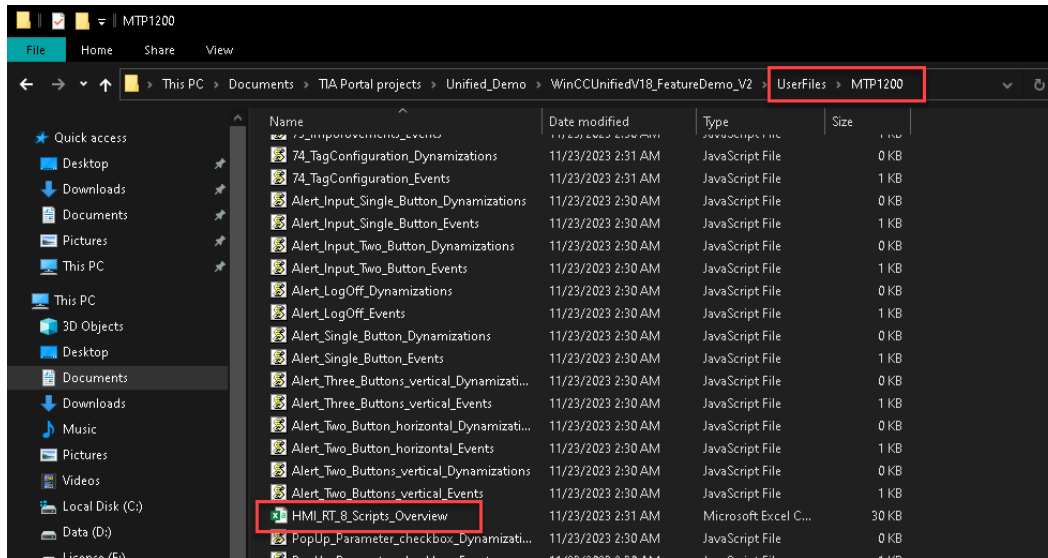 MTP1200
File Home Share View
This PC > Documents > TIA Portal projects > Unified_Demo > WinCCUnifiedV18_FeatureDemo_V2 > UserFiles > MTP1200
Name Date modified Type Size
Quick access
Desktop
Downloads
Documents
Pictures
This PC
This PC
3D Objects
Desktop
Documents
Downloads
Music
Pictures
Videos
Local Disk (C:)
Data (D:)
74_TagConfiguration_Dynamizations 11/23/2023 2:31 AM JavaScript File 0 KB
74_TagConfiguration_Events 11/23/2023 2:31 AM JavaScript File 1 KB
Alert_Input_Single_Button_Dynamizations 11/23/2023 2:30 AM JavaScript File 0 KB
Alert_Input_Single_Button_Events 11/23/2023 2:30 AM JavaScript File 1 KB
Alert_Input_Two_Button_Dynamizations 11/23/2023 2:30 AM JavaScript File 0 KB
Alert_Input_Two_Button_Events 11/23/2023 2:30 AM JavaScript File 1 KB
Alert_LogOff_Dynamizations 11/23/2023 2:30 AM JavaScript File 0 KB
Alert_LogOff_Events 11/23/2023 2:30 AM JavaScript File 1 KB
Alert_Single_Button_Dynamizations 11/23/2023 2:30 AM JavaScript File 0 KB
Alert_Single_Button_Events 11/23/2023 2:30 AM JavaScript File 1 KB
Alert_Three_Buttons_vertical_Dynamizati... 11/23/2023 2:30 AM JavaScript File 0 KB
Alert_Three_Buttons_vertical_Events 11/23/2023 2:30 AM JavaScript File 1 KB
Alert_Two_Button_horizontal_Dynamizati... 11/23/2023 2:30 AM JavaScript File 0 KB
Alert_Two_Button_horizontal_Events 11/23/2023 2:30 AM JavaScript File 1 KB
Alert_Two_Buttons_vertical_Dynamizations 11/23/2023 2:30 AM JavaScript File 0 KB
Alert_Two_Buttons_vertical_Events 11/23/2023 2:30 AM JavaScript File 1 KB
HMI_RT_8_Scripts_Overview 11/23/2023 2:31 AM Microsoft Excel C... 30 KB
PopUp_Parameter_checkbox_Dynamizati... 11/23/2023 2:30 AM JavaScript File 0 KB